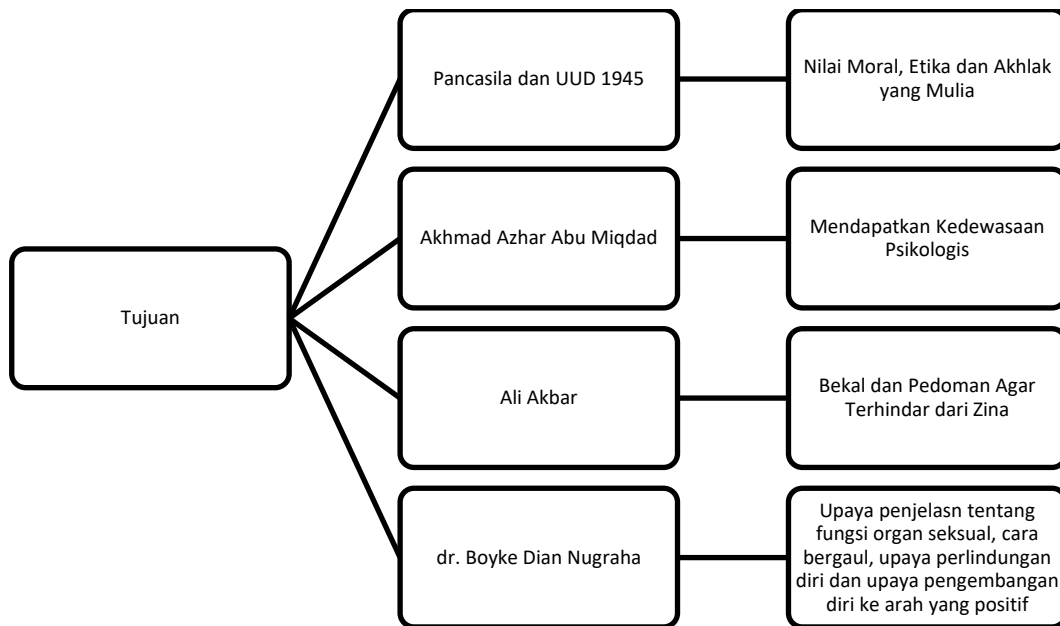 Tujuan
Pancasila dan UUD 1945
Nilai Moral, Etika dan Akhlak
yang Mulia
Akhmad Azhar Abu Miqdad
Mendapatkan Kedewasaan
Psikologis
Ali Akbar
Bekal dan Pedoman Agar
Terhindar dari Zina
dr. Boyke Dian Nugraha
Upaya penjelasn tentang
fungsi organ seksual, cara
bergaul, upaya perlindungan
diri dan upaya pengembangan
diri ke arah yang positif